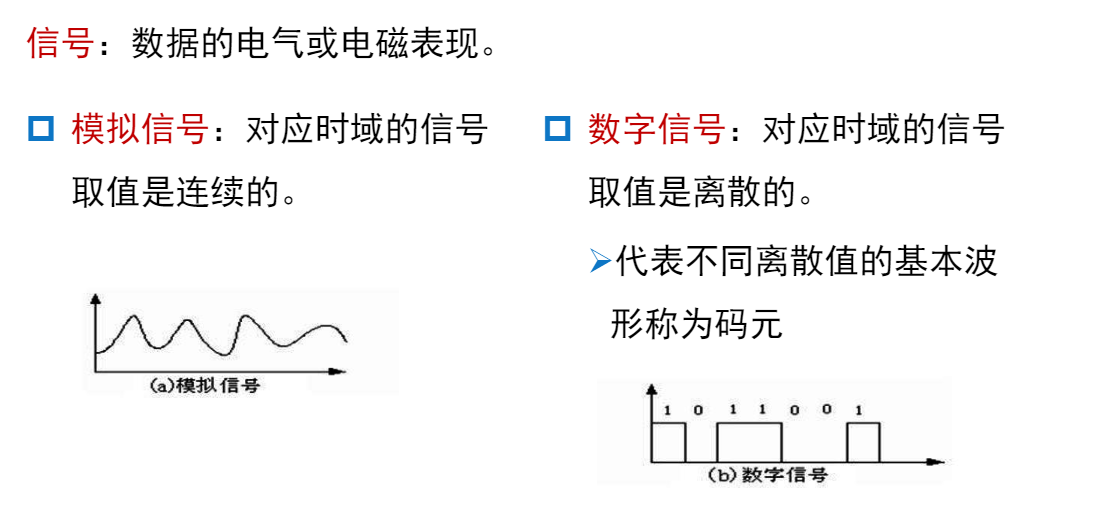 信号：数据的电气或电磁表现。
模拟信号：对应时域的信号
取值是连续的。
(a)模拟信号
数字信号：对应时域的信号
取值是离散的。
代表不同离散值的基本波
形称为码元
1 0 1 1 0 0 1
(b)数字信号